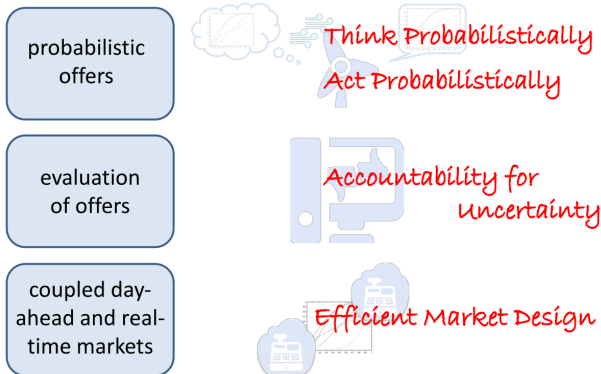 probabilistic
offers
Think Probabilistically
Act Probabilistically
evaluation
of offers
Accountability for
Uncertainty
coupled day-
ahead and real-
time markets
Efficient Market Design